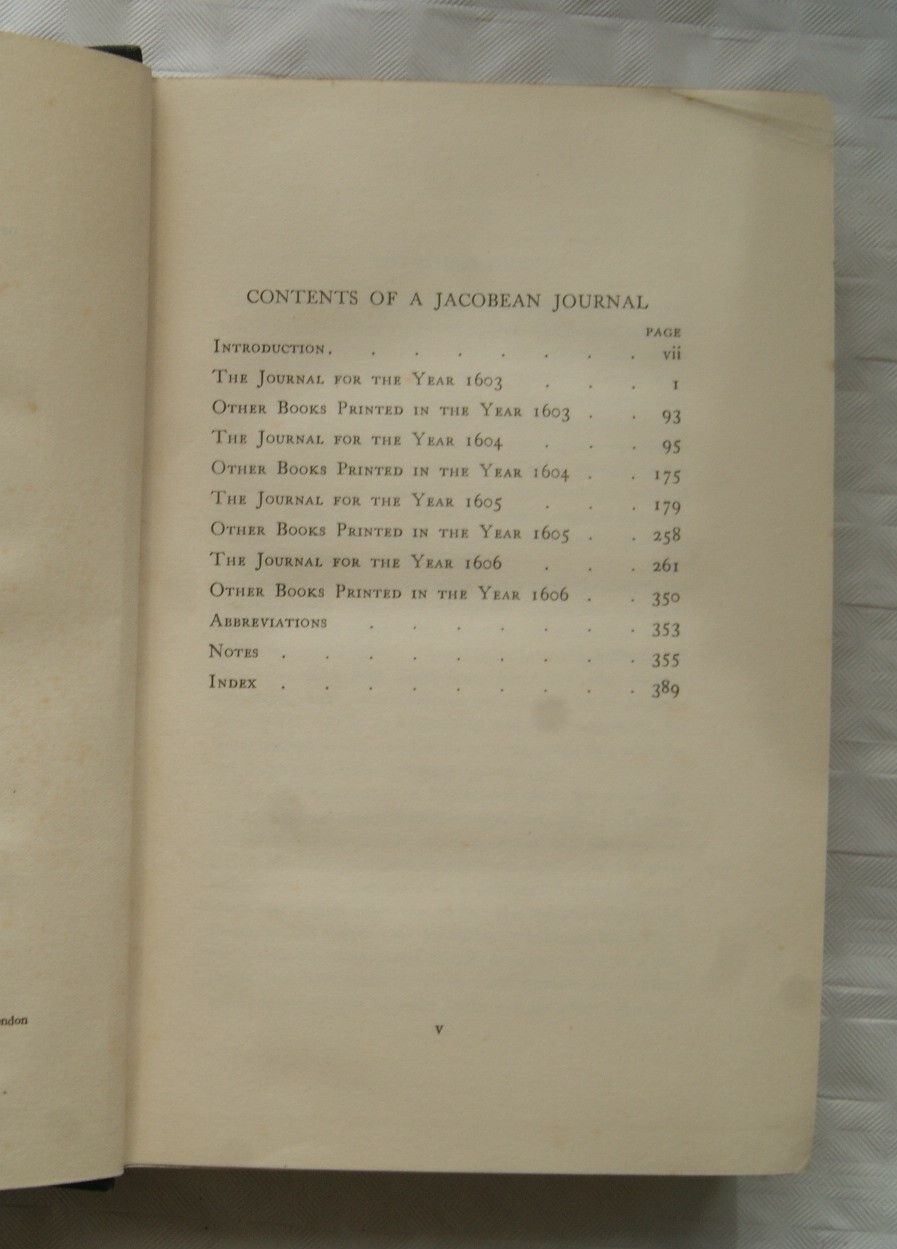 CONTENTS OF A JACOBEAN JOURNAL
PAGE
INTRODUCTION . . . . . . . . vii
THE JOURNAL FOR THE YEAR 1603 . . . 1
OTHER BOOKS PRINTED IN THE YEAR 1603 . . 93
THE JOURNAL FOR THE YEAR 1604 . . . 95
OTHER BOOKS PRINTED IN THE YEAR 1604 . . 175
THE JOURNAL FOR THE YEAR 1605 . . . 179
OTHER BOOKS PRINTED IN THE YEAR 1605 . . 258
THE JOURNAL FOR THE YEAR 1606 . . . 261
OTHER BOOKS PRINTED IN THE YEAR 1606 . . 350
ABBREVIATIONS . . . . . . . 353
NOTES . . . . . . . . . 355
INDEX . . . . . . . . . 389
v
ndon